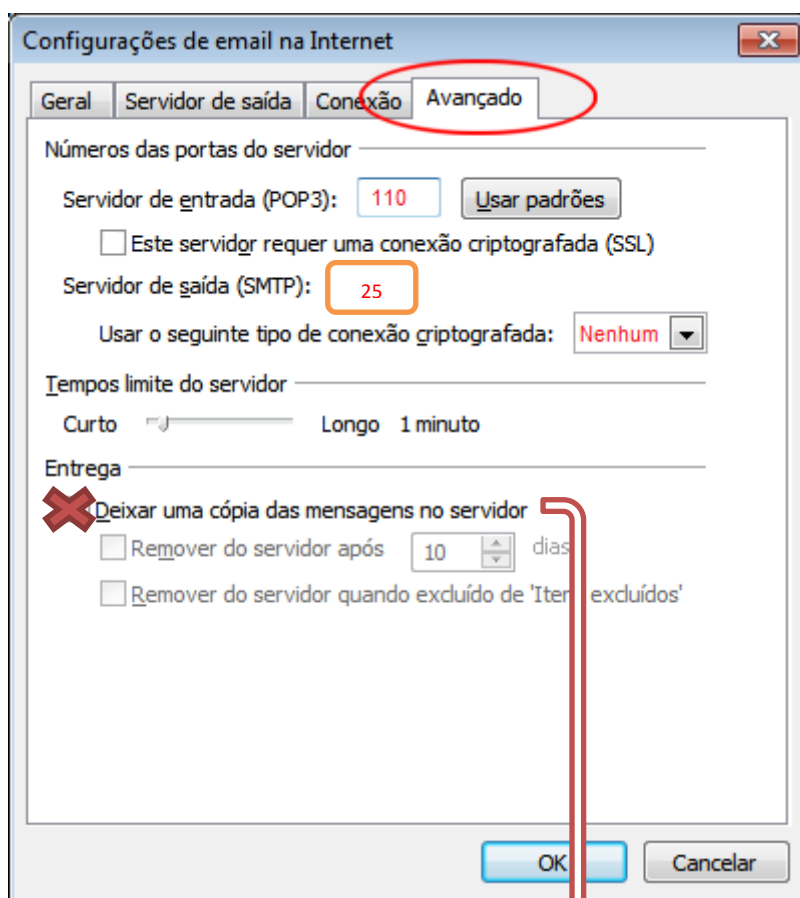 Configurações de email na Internet
Geral Servidor de saída Conexão Avançado
Números das portas do servidor
Servidor de entrada (POP3): 110 Usar padrões
Este servidor requer uma conexão criptografada (SSL)
Servidor de saída (SMTP): 25
Usar o seguinte tipo de conexão criptografada: Nenhum
Tempos limite do servidor
Curto Longo 1 minuto
Entrega
Deixar uma cópia das mensagens no servidor
Remover do servidor após 10 dias
Remover do servidor quando excluído de 'Itens excluídos'
OK Cancelar